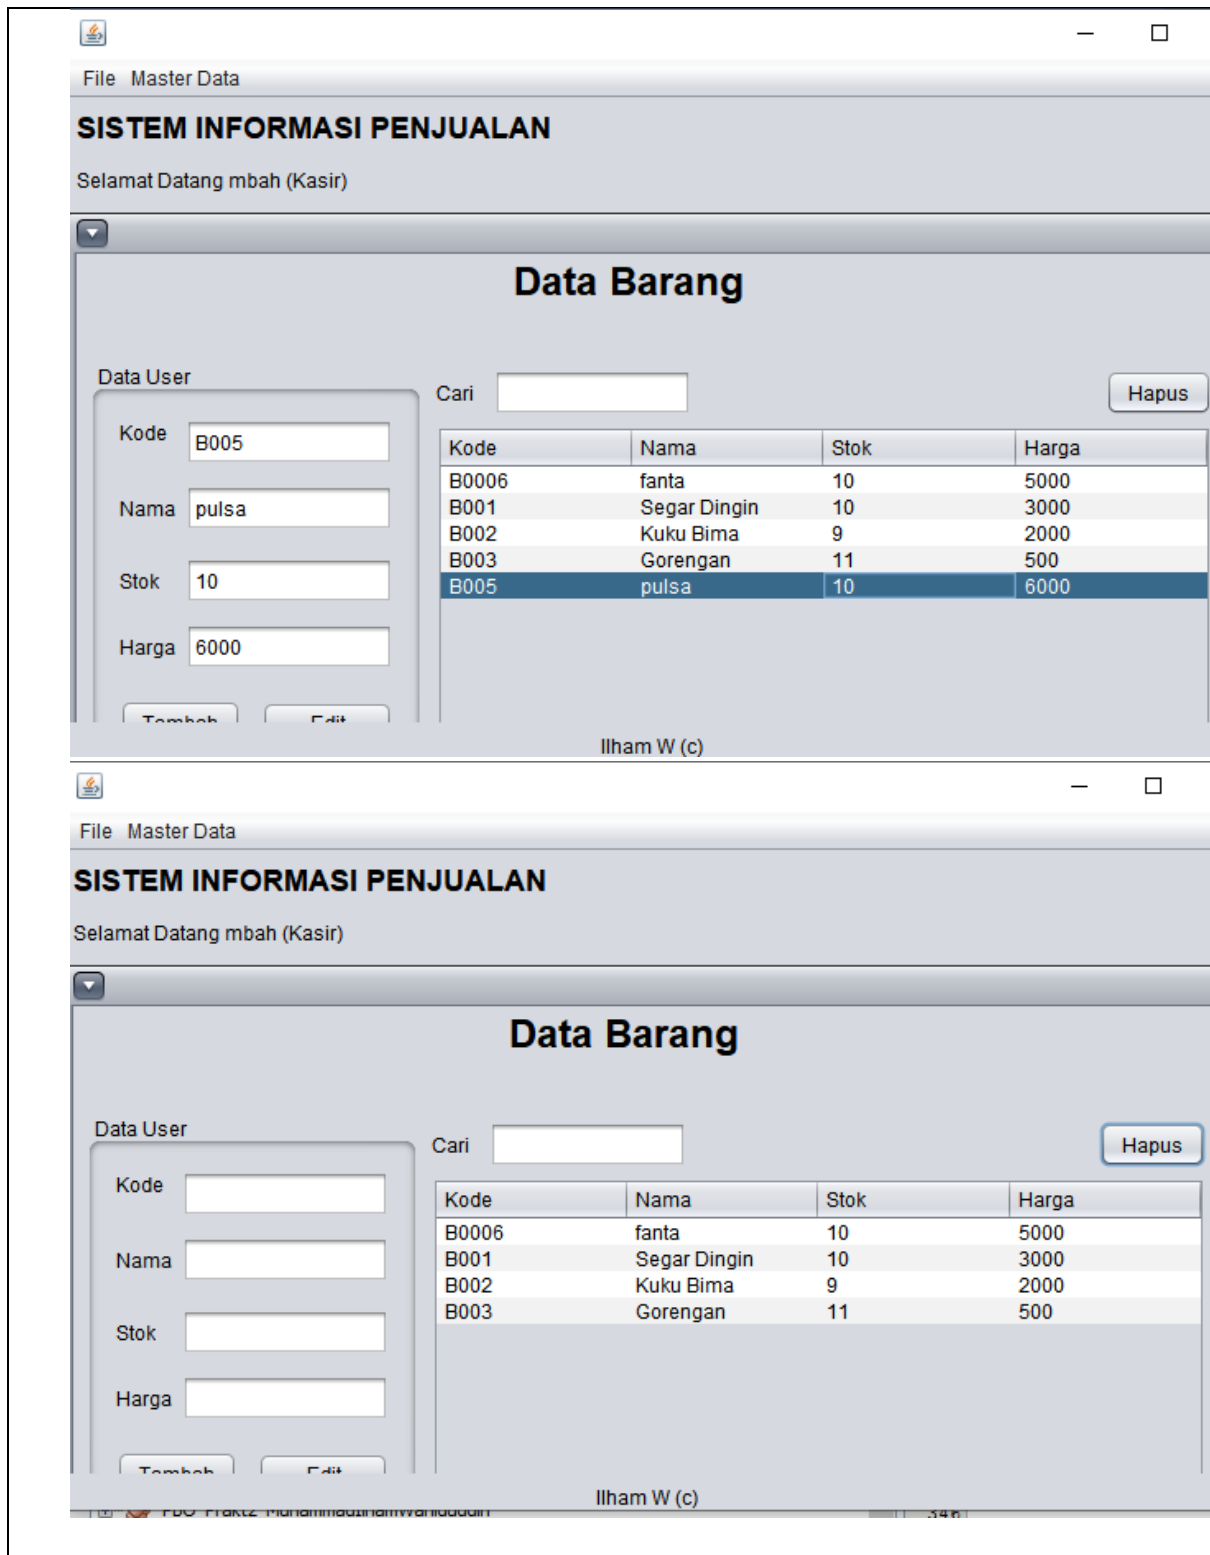 File Master Data
SISTEM INFORMASI PENJUALAN
Selamat Datang mbah (Kasir)
Data Barang
Data User
Cari
Hapus
Kode B005
Nama pulsa
Stok 10
Harga 6000
Kode Nama Stok Harga
B0006 fanta 10 5000
B001 Segar Dingin 10 3000
B002 Kuku Bima 9 2000
B003 Gorengan 11 500
B005 pulsa 10 6000
Tambah Edit
Ilham W (c)
File Master Data
SISTEM INFORMASI PENJUALAN
Selamat Datang mbah (Kasir)
Data Barang
Data User
Cari
Hapus
Kode
Nama
Stok
Harga
Kode Nama Stok Harga
B0006 fanta 10 5000
B001 Segar Dingin 10 3000
B002 Kuku Bima 9 2000
B003 Gorengan 11 500
Tambah Edit
Ilham W (c)